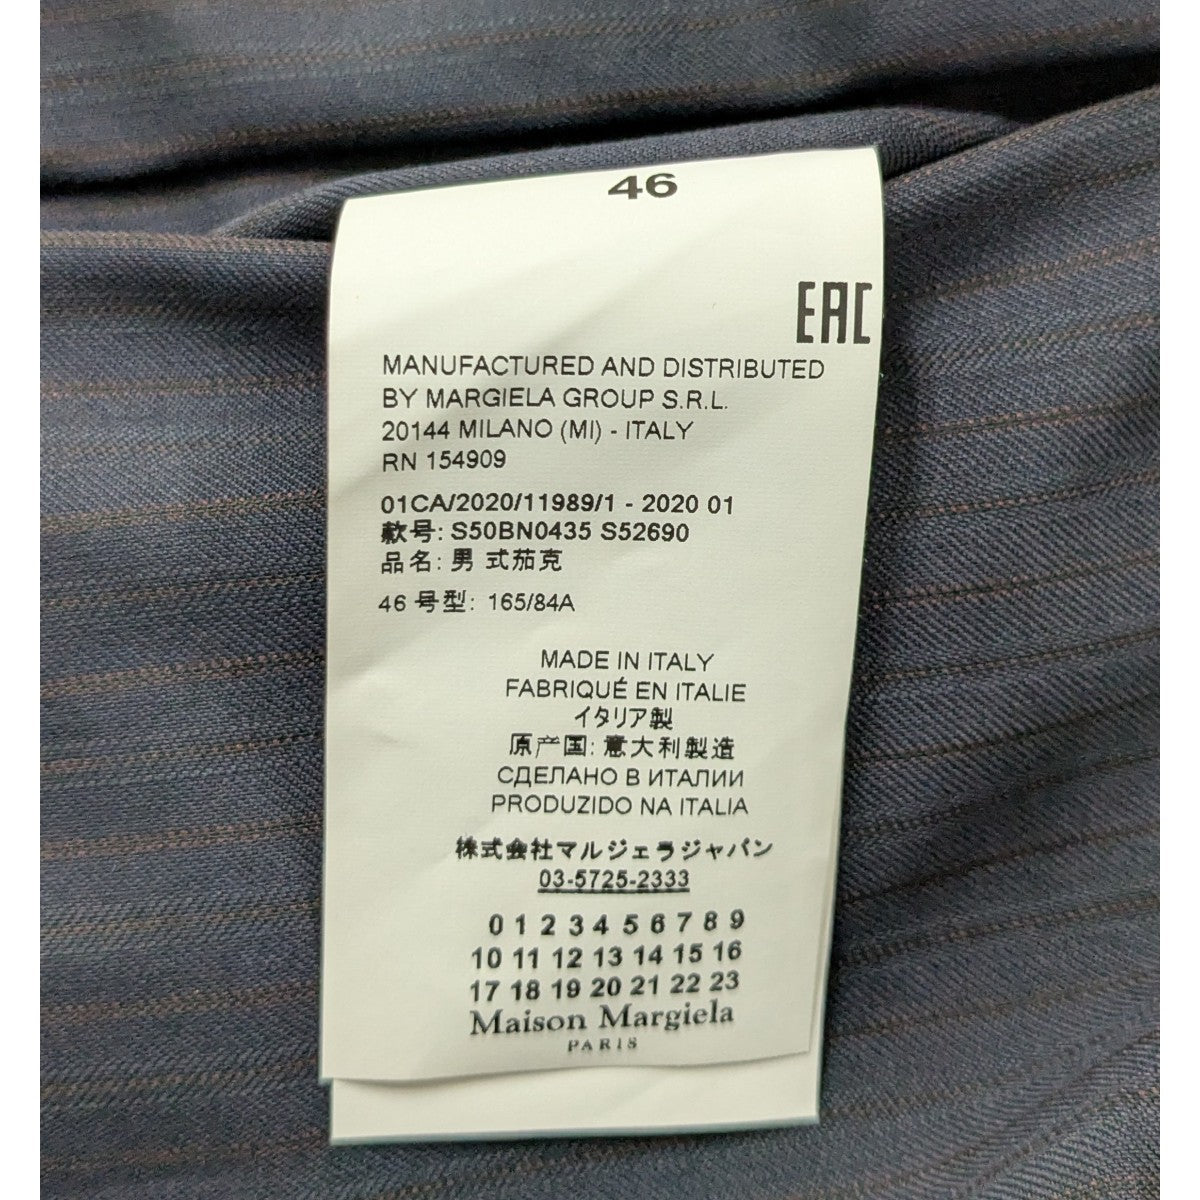 46
EAC
MANUFACTURED AND DISTRIBUTED
BY MARGIELA GROUP S.R.L.
20144 MILANO (MI) - ITALY
RN 154909
01CA/2020/11989/1 - 2020 01
款号: S50BN0435 S52690
品名: 男 式茄克
46 号型: 165/84A
MADE IN ITALY
FABRIQUÉ EN ITALIE
イタリア製
原产国: 意大利製造
СДЕЛАНО В ИТАЛИИ
PRODUZIDO NA ITALIA
株式会社マルジェラジャパン
03-5725-2333
0 1 2 3 4 5 6 7 8 9
10 11 12 13 14 15 16
17 18 19 20 21 22 23
Maison Margiela
PARIS